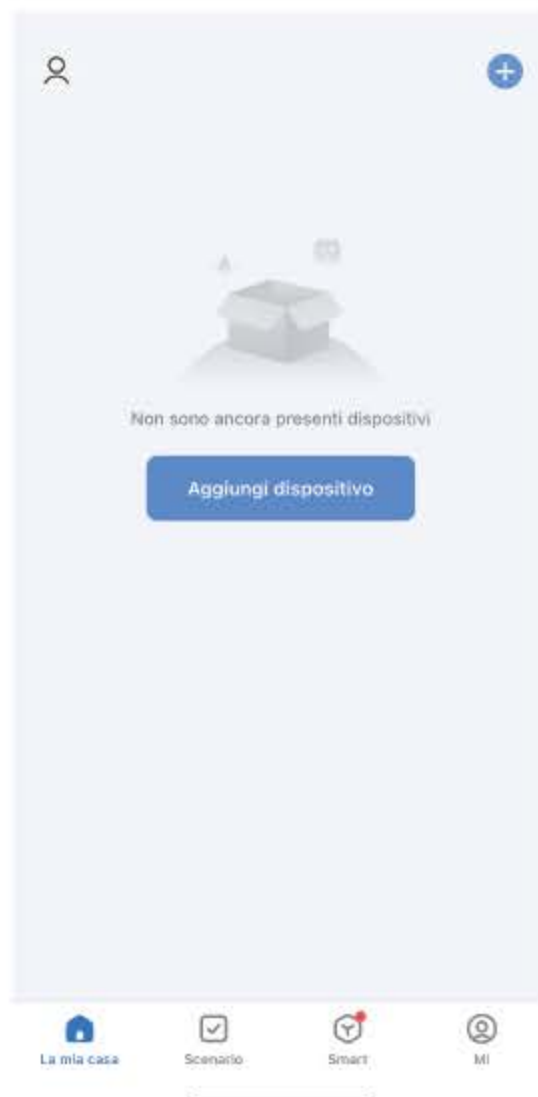 Non sono ancora presenti dispositivi
Aggiungi dispositivo
La mia casa
Scenario
Smart
Mi